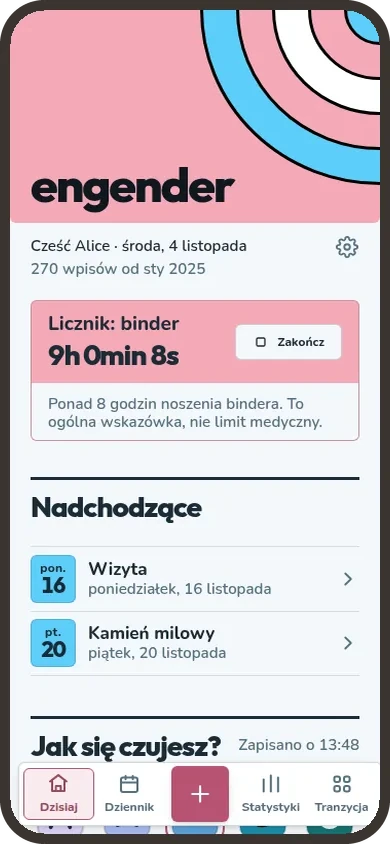 engender
Cześć Alice · środa, 4 listopada
270 wpisów od sty 2025
Licznik: binder
9h 0min 8s
Zakończ
Ponad 8 godzin noszenia bindera. To
ogólna wskazówka, nie limit medyczny.
Nadchodzące
pon.
16
Wizyta
poniedziałek, 16 listopada
pt.
20
Kamień milowy
piątek, 20 listopada
Jak się czujesz?
Zapisano o 13:48
Dzisiaj
Dziennik
Statystyki
Tranzycja